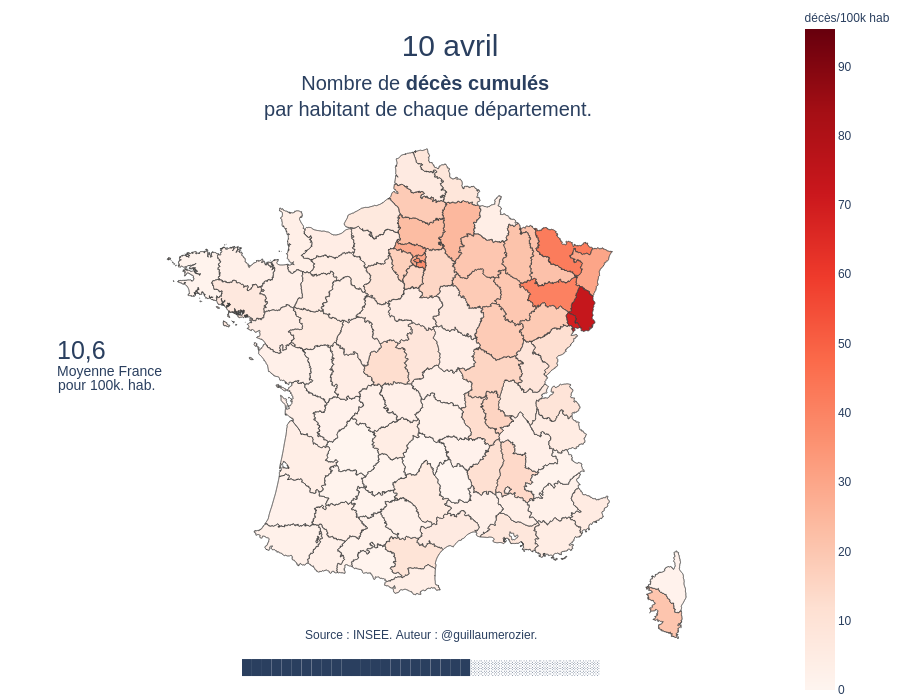 décès/100k hab
10 avril
Nombre de décès cumulés
par habitant de chaque département.
90
80
70
60
50
40
30
20
10
0
10,6
Moyenne France
pour 100k. hab.
Source : INSEE. Auteur : @guillaumerozier.